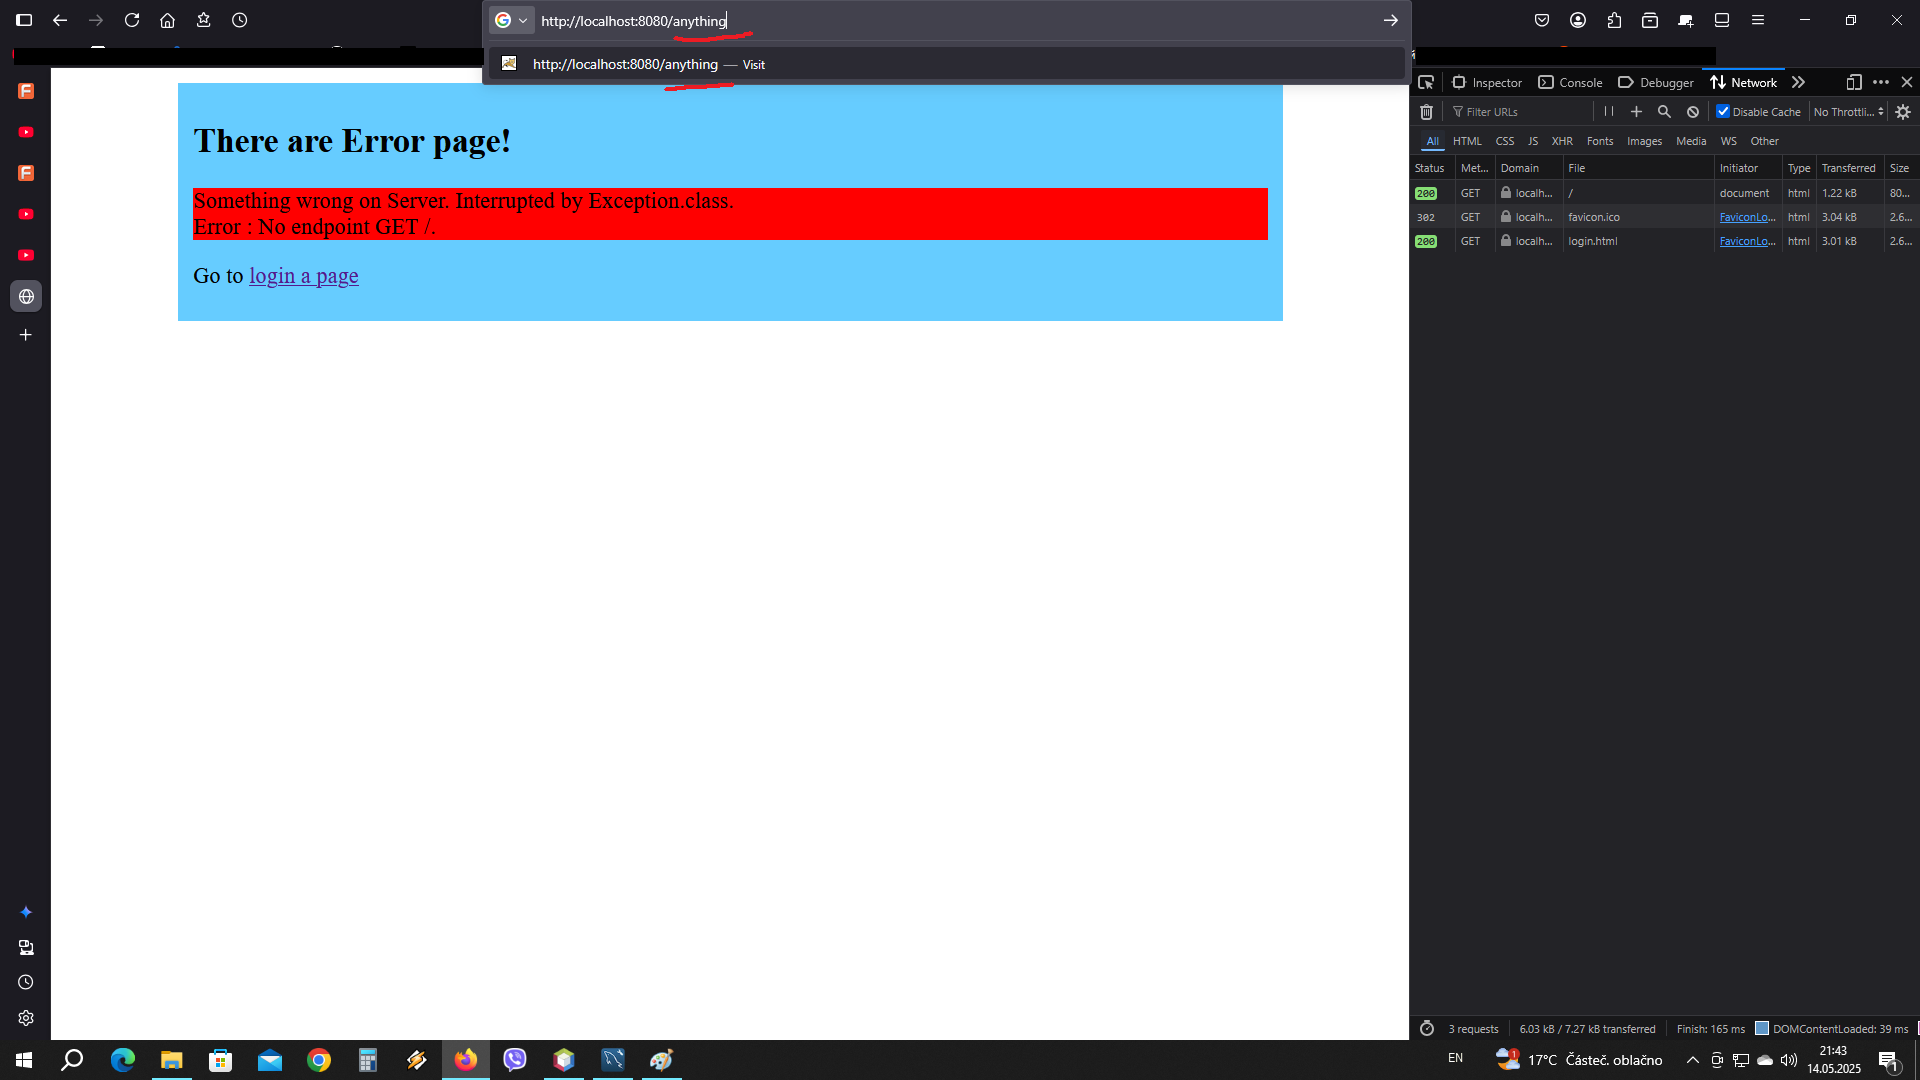 http://localhost:8080/anything
http://localhost:8080/anything — Visit
There are Error page!
Something wrong on Server. Interrupted by Exception.class.
Error : No endpoint GET /.
Go to login a page
Inspector Console Debugger Network
Filter URLs Disable Cache No Throttli...
All HTML CSS JS XHR Fonts Images Media WS Other
Status Met... Domain File Initiator Type Transferred Size
200 GET localh... / document html 1.22 kB 80...
302 GET localh... favicon.ico FaviconLo... html 3.04 kB 2.6...
200 GET localh... login.html FaviconLo... html 3.01 kB 2.6...
3 requests 6.03 kB / 7.27 kB transferred Finish: 165 ms DOMContentLoaded: 39 ms
EN 1 17°C Částeč. oblačno 21:43
14.05.2025 1